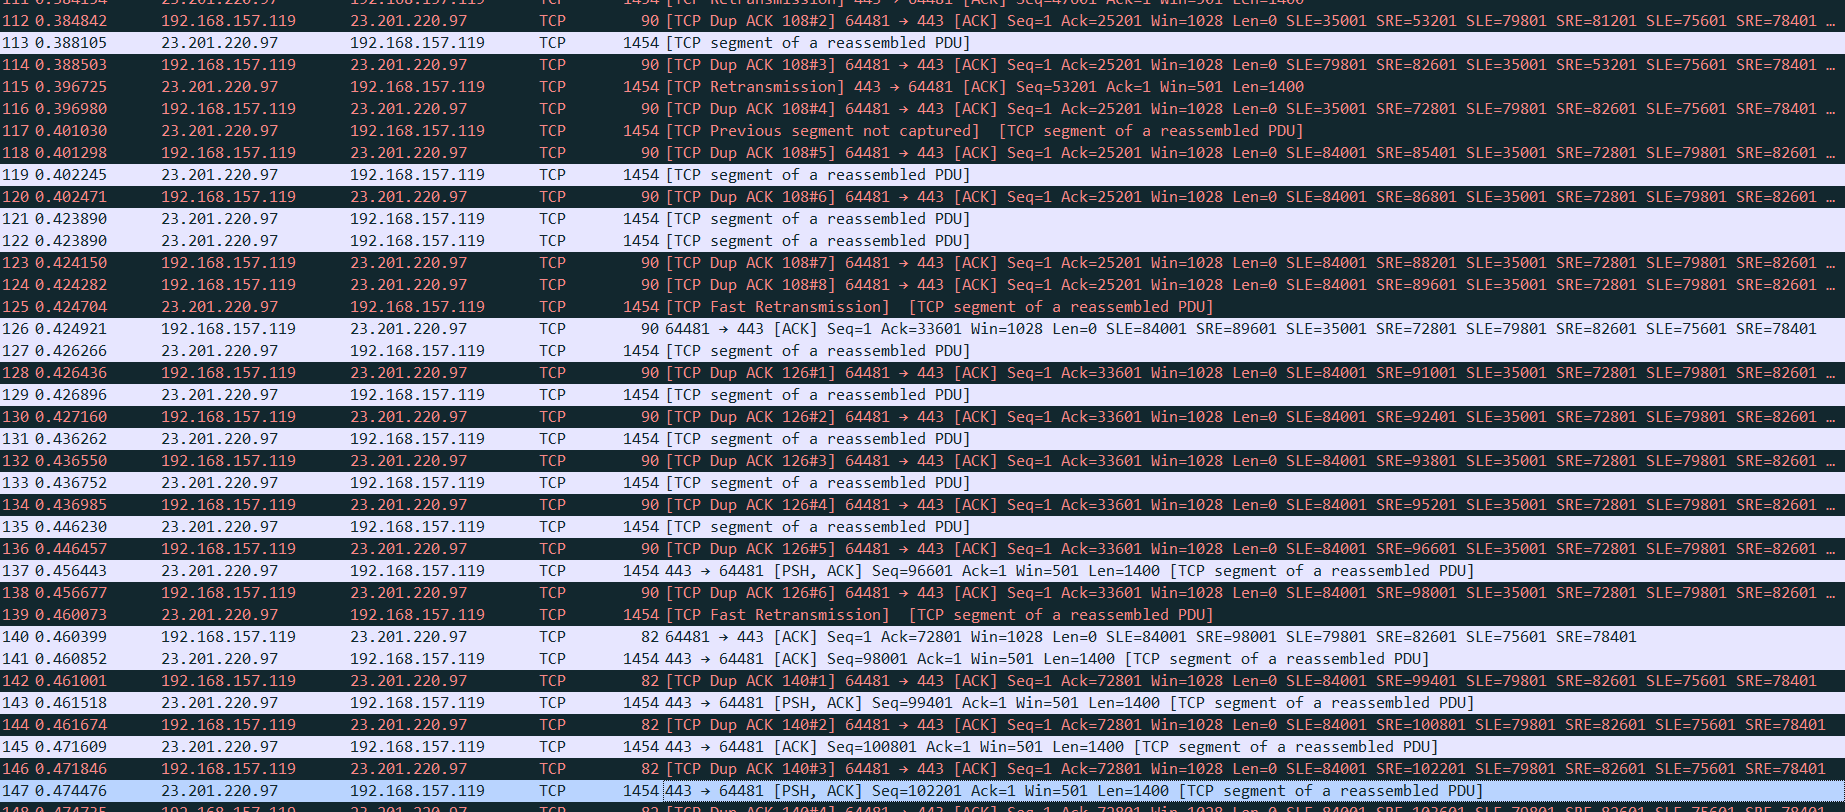 111 0.384194 23.201.220.97 192.168.157.119 TCP 1454 [TCP Retransmission] 443 → 64481 [ACK] Seq=47601 Ack=1 Win=501 Len=1400
112 0.384842 192.168.157.119 23.201.220.97 TCP 90 [TCP Dup ACK 108#2] 64481 → 443 [ACK] Seq=1 Ack=25201 Win=1028 Len=0 SLE=35001 SRE=53201 SLE=79801 SRE=81201 SLE=75601 SRE=78401 …
113 0.388105 23.201.220.97 192.168.157.119 TCP 1454 [TCP segment of a reassembled PDU]
114 0.388503 192.168.157.119 23.201.220.97 TCP 90 [TCP Dup ACK 108#3] 64481 → 443 [ACK] Seq=1 Ack=25201 Win=1028 Len=0 SLE=79801 SRE=82601 SLE=35001 SRE=53201 SLE=75601 SRE=78401 …
115 0.396725 23.201.220.97 192.168.157.119 TCP 1454 [TCP Retransmission] 443 → 64481 [ACK] Seq=53201 Ack=1 Win=501 Len=1400
116 0.396980 192.168.157.119 23.201.220.97 TCP 90 [TCP Dup ACK 108#4] 64481 → 443 [ACK] Seq=1 Ack=25201 Win=1028 Len=0 SLE=35001 SRE=72801 SLE=79801 SRE=82601 SLE=75601 SRE=78401 …
117 0.401030 23.201.220.97 192.168.157.119 TCP 1454 [TCP Previous segment not captured] [TCP segment of a reassembled PDU]
118 0.401298 192.168.157.119 23.201.220.97 TCP 90 [TCP Dup ACK 108#5] 64481 → 443 [ACK] Seq=1 Ack=25201 Win=1028 Len=0 SLE=84001 SRE=85401 SLE=35001 SRE=72801 SLE=79801 SRE=82601 …
119 0.402245 23.201.220.97 192.168.157.119 TCP 1454 [TCP segment of a reassembled PDU]
120 0.402471 192.168.157.119 23.201.220.97 TCP 90 [TCP Dup ACK 108#6] 64481 → 443 [ACK] Seq=1 Ack=25201 Win=1028 Len=0 SLE=84001 SRE=86801 SLE=35001 SRE=72801 SLE=79801 SRE=82601 …
121 0.423890 23.201.220.97 192.168.157.119 TCP 1454 [TCP segment of a reassembled PDU]
122 0.423890 23.201.220.97 192.168.157.119 TCP 1454 [TCP segment of a reassembled PDU]
123 0.424150 192.168.157.119 23.201.220.97 TCP 90 [TCP Dup ACK 108#7] 64481 → 443 [ACK] Seq=1 Ack=25201 Win=1028 Len=0 SLE=84001 SRE=88201 SLE=35001 SRE=72801 SLE=79801 SRE=82601 …
124 0.424282 192.168.157.119 23.201.220.97 TCP 90 [TCP Dup ACK 108#8] 64481 → 443 [ACK] Seq=1 Ack=25201 Win=1028 Len=0 SLE=84001 SRE=89601 SLE=35001 SRE=72801 SLE=79801 SRE=82601 …
125 0.424704 23.201.220.97 192.168.157.119 TCP 1454 [TCP Fast Retransmission] [TCP segment of a reassembled PDU]
126 0.424921 192.168.157.119 23.201.220.97 TCP 90 64481 → 443 [ACK] Seq=1 Ack=33601 Win=1028 Len=0 SLE=84001 SRE=89601 SLE=35001 SRE=72801 SLE=79801 SRE=82601 SLE=75601 SRE=78401
127 0.426266 23.201.220.97 192.168.157.119 TCP 1454 [TCP segment of a reassembled PDU]
128 0.426436 192.168.157.119 23.201.220.97 TCP 90 [TCP Dup ACK 126#1] 64481 → 443 [ACK] Seq=1 Ack=33601 Win=1028 Len=0 SLE=84001 SRE=91001 SLE=35001 SRE=72801 SLE=79801 SRE=82601 …
129 0.426896 23.201.220.97 192.168.157.119 TCP 1454 [TCP segment of a reassembled PDU]
130 0.427160 192.168.157.119 23.201.220.97 TCP 90 [TCP Dup ACK 126#2] 64481 → 443 [ACK] Seq=1 Ack=33601 Win=1028 Len=0 SLE=84001 SRE=92401 SLE=35001 SRE=72801 SLE=79801 SRE=82601 …
131 0.436262 23.201.220.97 192.168.157.119 TCP 1454 [TCP segment of a reassembled PDU]
132 0.436550 192.168.157.119 23.201.220.97 TCP 90 [TCP Dup ACK 126#3] 64481 → 443 [ACK] Seq=1 Ack=33601 Win=1028 Len=0 SLE=84001 SRE=93801 SLE=35001 SRE=72801 SLE=79801 SRE=82601 …
133 0.436752 23.201.220.97 192.168.157.119 TCP 1454 [TCP segment of a reassembled PDU]
134 0.436985 192.168.157.119 23.201.220.97 TCP 90 [TCP Dup ACK 126#4] 64481 → 443 [ACK] Seq=1 Ack=33601 Win=1028 Len=0 SLE=84001 SRE=95201 SLE=35001 SRE=72801 SLE=79801 SRE=82601 …
135 0.446230 23.201.220.97 192.168.157.119 TCP 1454 [TCP segment of a reassembled PDU]
136 0.446457 192.168.157.119 23.201.220.97 TCP 90 [TCP Dup ACK 126#5] 64481 → 443 [ACK] Seq=1 Ack=33601 Win=1028 Len=0 SLE=84001 SRE=96601 SLE=35001 SRE=72801 SLE=79801 SRE=82601 …
137 0.456443 23.201.220.97 192.168.157.119 TCP 1454 443 → 64481 [PSH, ACK] Seq=96601 Ack=1 Win=501 Len=1400 [TCP segment of a reassembled PDU]
138 0.456677 192.168.157.119 23.201.220.97 TCP 90 [TCP Dup ACK 126#6] 64481 → 443 [ACK] Seq=1 Ack=33601 Win=1028 Len=0 SLE=84001 SRE=98001 SLE=35001 SRE=72801 SLE=79801 SRE=82601 …
139 0.460073 23.201.220.97 192.168.157.119 TCP 1454 [TCP Fast Retransmission] [TCP segment of a reassembled PDU]
140 0.460399 192.168.157.119 23.201.220.97 TCP 82 64481 → 443 [ACK] Seq=1 Ack=72801 Win=1028 Len=0 SLE=84001 SRE=98001 SLE=79801 SRE=82601 SLE=75601 SRE=78401
141 0.460852 23.201.220.97 192.168.157.119 TCP 1454 443 → 64481 [ACK] Seq=98001 Ack=1 Win=501 Len=1400 [TCP segment of a reassembled PDU]
142 0.461001 192.168.157.119 23.201.220.97 TCP 82 [TCP Dup ACK 140#1] 64481 → 443 [ACK] Seq=1 Ack=72801 Win=1028 Len=0 SLE=84001 SRE=99401 SLE=79801 SRE=82601 SLE=75601 SRE=78401
143 0.461518 23.201.220.97 192.168.157.119 TCP 1454 443 → 64481 [PSH, ACK] Seq=99401 Ack=1 Win=501 Len=1400 [TCP segment of a reassembled PDU]
144 0.461674 192.168.157.119 23.201.220.97 TCP 82 [TCP Dup ACK 140#2] 64481 → 443 [ACK] Seq=1 Ack=72801 Win=1028 Len=0 SLE=84001 SRE=100801 SLE=79801 SRE=82601 SLE=75601 SRE=78401
145 0.471609 23.201.220.97 192.168.157.119 TCP 1454 443 → 64481 [ACK] Seq=100801 Ack=1 Win=501 Len=1400 [TCP segment of a reassembled PDU]
146 0.471846 192.168.157.119 23.201.220.97 TCP 82 [TCP Dup ACK 140#3] 64481 → 443 [ACK] Seq=1 Ack=72801 Win=1028 Len=0 SLE=84001 SRE=102201 SLE=79801 SRE=82601 SLE=75601 SRE=78401
147 0.474476 23.201.220.97 192.168.157.119 TCP 1454 443 → 64481 [PSH, ACK] Seq=102201 Ack=1 Win=501 Len=1400 [TCP segment of a reassembled PDU]